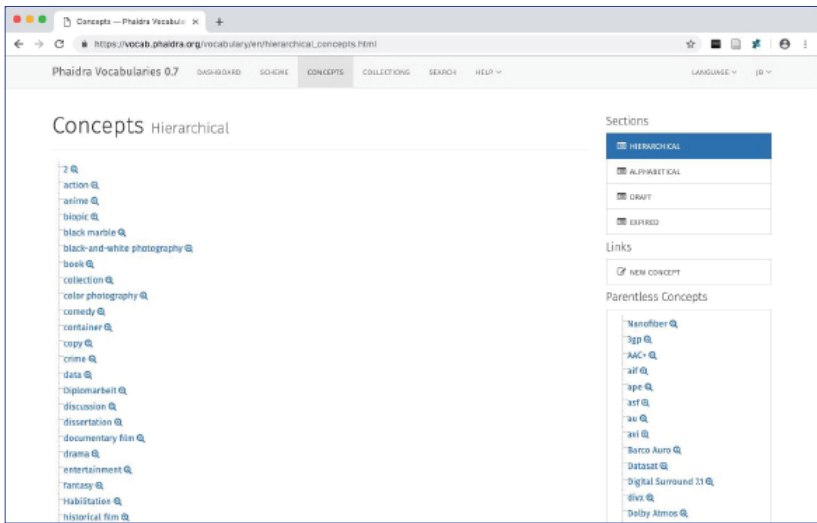 Concepts — Phaidra Vocabula
https://vocab.phaidra.org/vocabulary/en/hierarchical_concepts.html
Phaidra Vocabularies 0.7 DASHBOARD SCHEME CONCEPTS COLLECTIONS SEARCH HELP LANGUAGE JB
Concepts Hierarchical
2
action
anime
biopic
black marble
black-and-white photography
book
collection
color photography
comedy
container
copy
crime
data
Diplomarbeit
discussion
dissertation
documentary film
drama
entertainment
fantasy
Habilitation
historical film
Sections
HIERARCHICAL
ALPHABETICAL
DRAFT
EXPIRED
Links
NEW CONCEPT
Parentless Concepts
Nanofiber
3gp
AAC+
aif
ape
asf
au
avi
Barco Auro
Datasat
Digital Surround 7.1
divx
Dolby Atmos